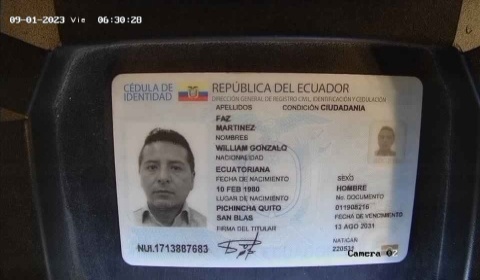 09-01-2023 Vie 06:30:28
CÉDULA DE IDENTIDAD
REPÚBLICA DEL ECUADOR
DIRECCIÓN GENERAL DE REGISTRO CIVIL, IDENTIFICACIÓN Y CEDULACIÓN
APELLIDOS
CONDICIÓN CIUDADANÍA
FAZ
MARTINEZ
NOMBRES
WILLIAM GONZALO
NACIONALIDAD
ECUATORIANA
FECHA DE NACIMIENTO
10 FEB 1980
LUGAR DE NACIMIENTO
PICHINCHA QUITO
SAN BLAS
FIRMA DEL TITULAR
SEXO
HOMBRE
No. DOCUMENTO
011908216
FECHA DE VENCIMIENTO
13 AGO 2031
NAT/CAN
NUI.1713887683
Camera 02